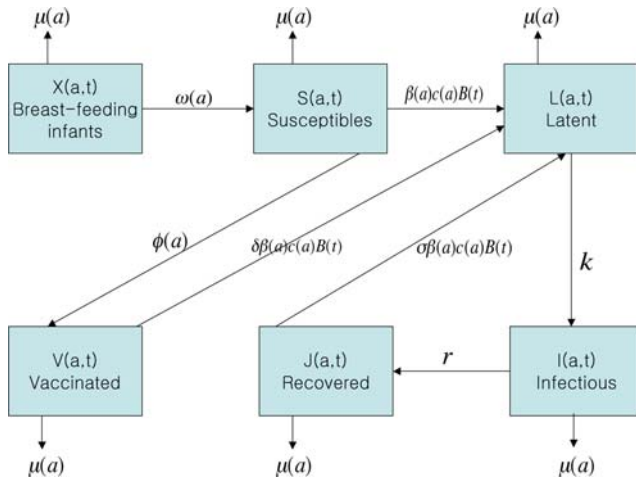 μ(a)
μ(a)
μ(a)
X(a,t)
Breast-feeding
infants
ω(a)
S(a,t)
Susceptibles
β(a)c(a)B(t)
L(a,t)
Latent
ϕ(a)
δβ(a)c(a)B(t)
σβ(a)c(a)B(t)
k
V(a,t)
Vaccinated
J(a,t)
Recovered
r
I(a,t)
Infectious
μ(a)
μ(a)
μ(a)